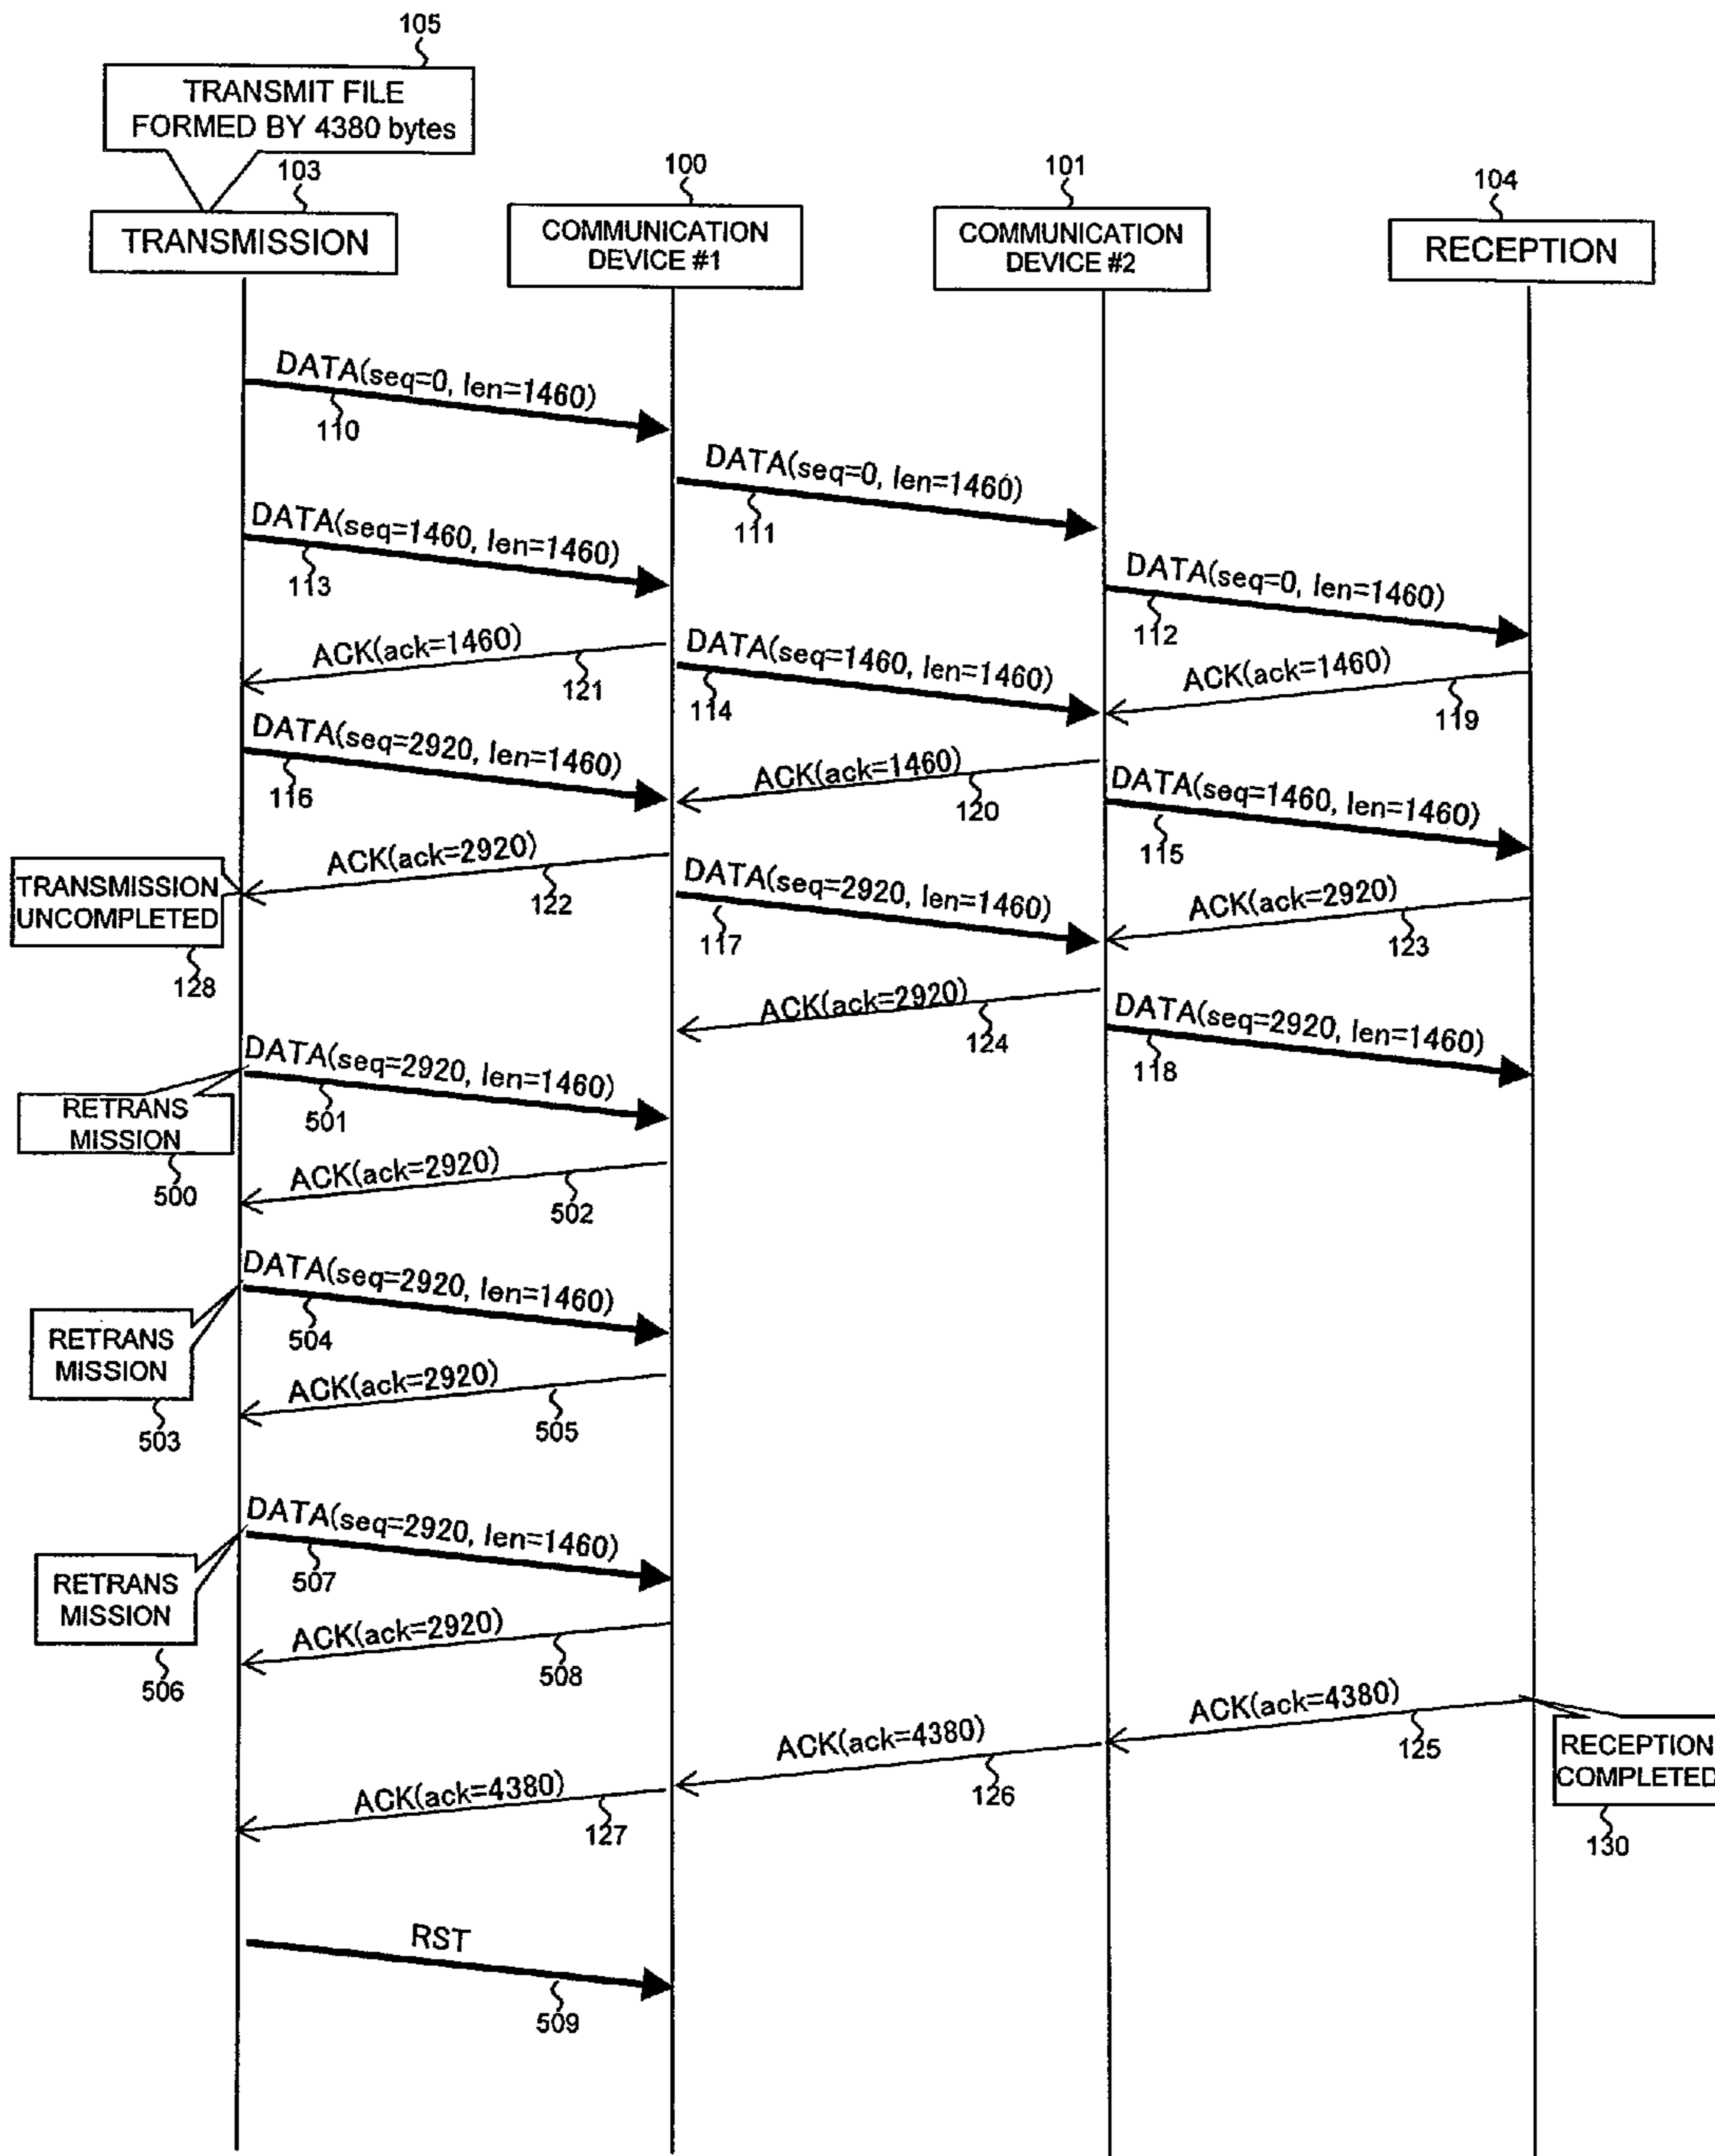 105
TRANSMIT FILE
FORMED BY 4380 bytes
103
100
101
104
TRANSMISSION
COMMUNICATION
DEVICE #1
COMMUNICATION
DEVICE #2
RECEPTION
DATA(seq=0, len=1460)
110
DATA(seq=0, len=1460)
111
DATA(seq=1460, len=1460)
113
DATA(seq=0, len=1460)
112
ACK(ack=1460)
121
DATA(seq=1460, len=1460)
114
ACK(ack=1460)
119
DATA(seq=2920, len=1460)
116
ACK(ack=1460)
120
DATA(seq=1460, len=1460)
115
ACK(ack=2920)
122
TRANSMISSION
UNCOMPLETED
128
DATA(seq=2920, len=1460)
117
ACK(ack=2920)
123
ACK(ack=2920)
124
DATA(seq=2920, len=1460)
118
DATA(seq=2920, len=1460)
501
RETRANS
MISSION
500
ACK(ack=2920)
502
DATA(seq=2920, len=1460)
504
RETRANS
MISSION
503
ACK(ack=2920)
505
DATA(seq=2920, len=1460)
507
RETRANS
MISSION
506
ACK(ack=2920)
508
ACK(ack=4380)
125
RECEPTION
COMPLETED
130
ACK(ack=4380)
126
ACK(ack=4380)
127
RST
509